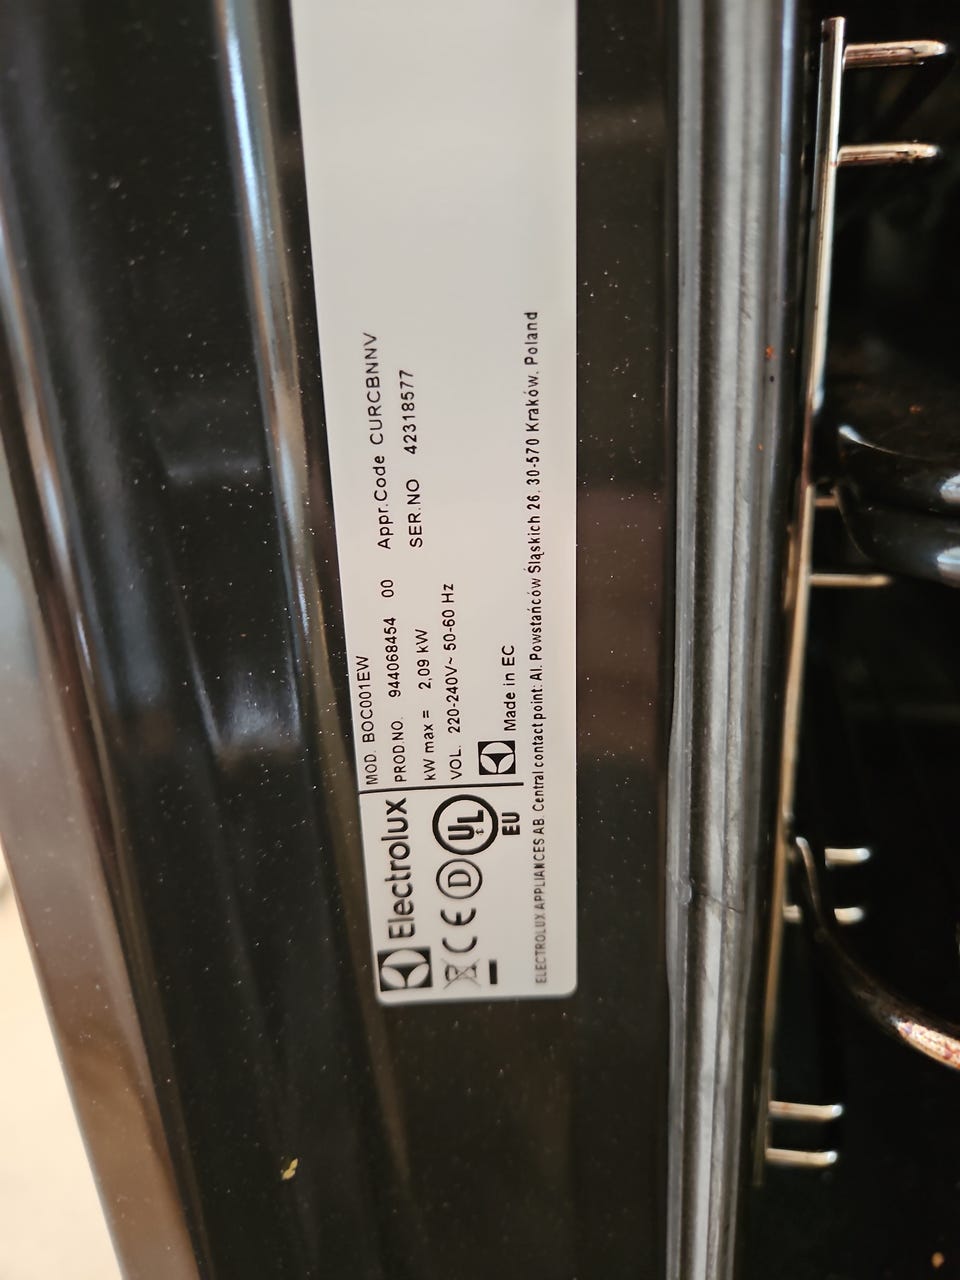 Electrolux
MOD. BOC001EW
PROD.NO. 944068454 00 Appr.Code CURCBNNV
kW max = 2,09 kW SER.NO 42318577
VOL. 220-240V~ 50-60 Hz
CE D UL
EU
Made in EC
ELECTROLUX APPLIANCES AB. Central contact point: Al. Powstańców Śląskich 26, 30-570 Kraków, Poland